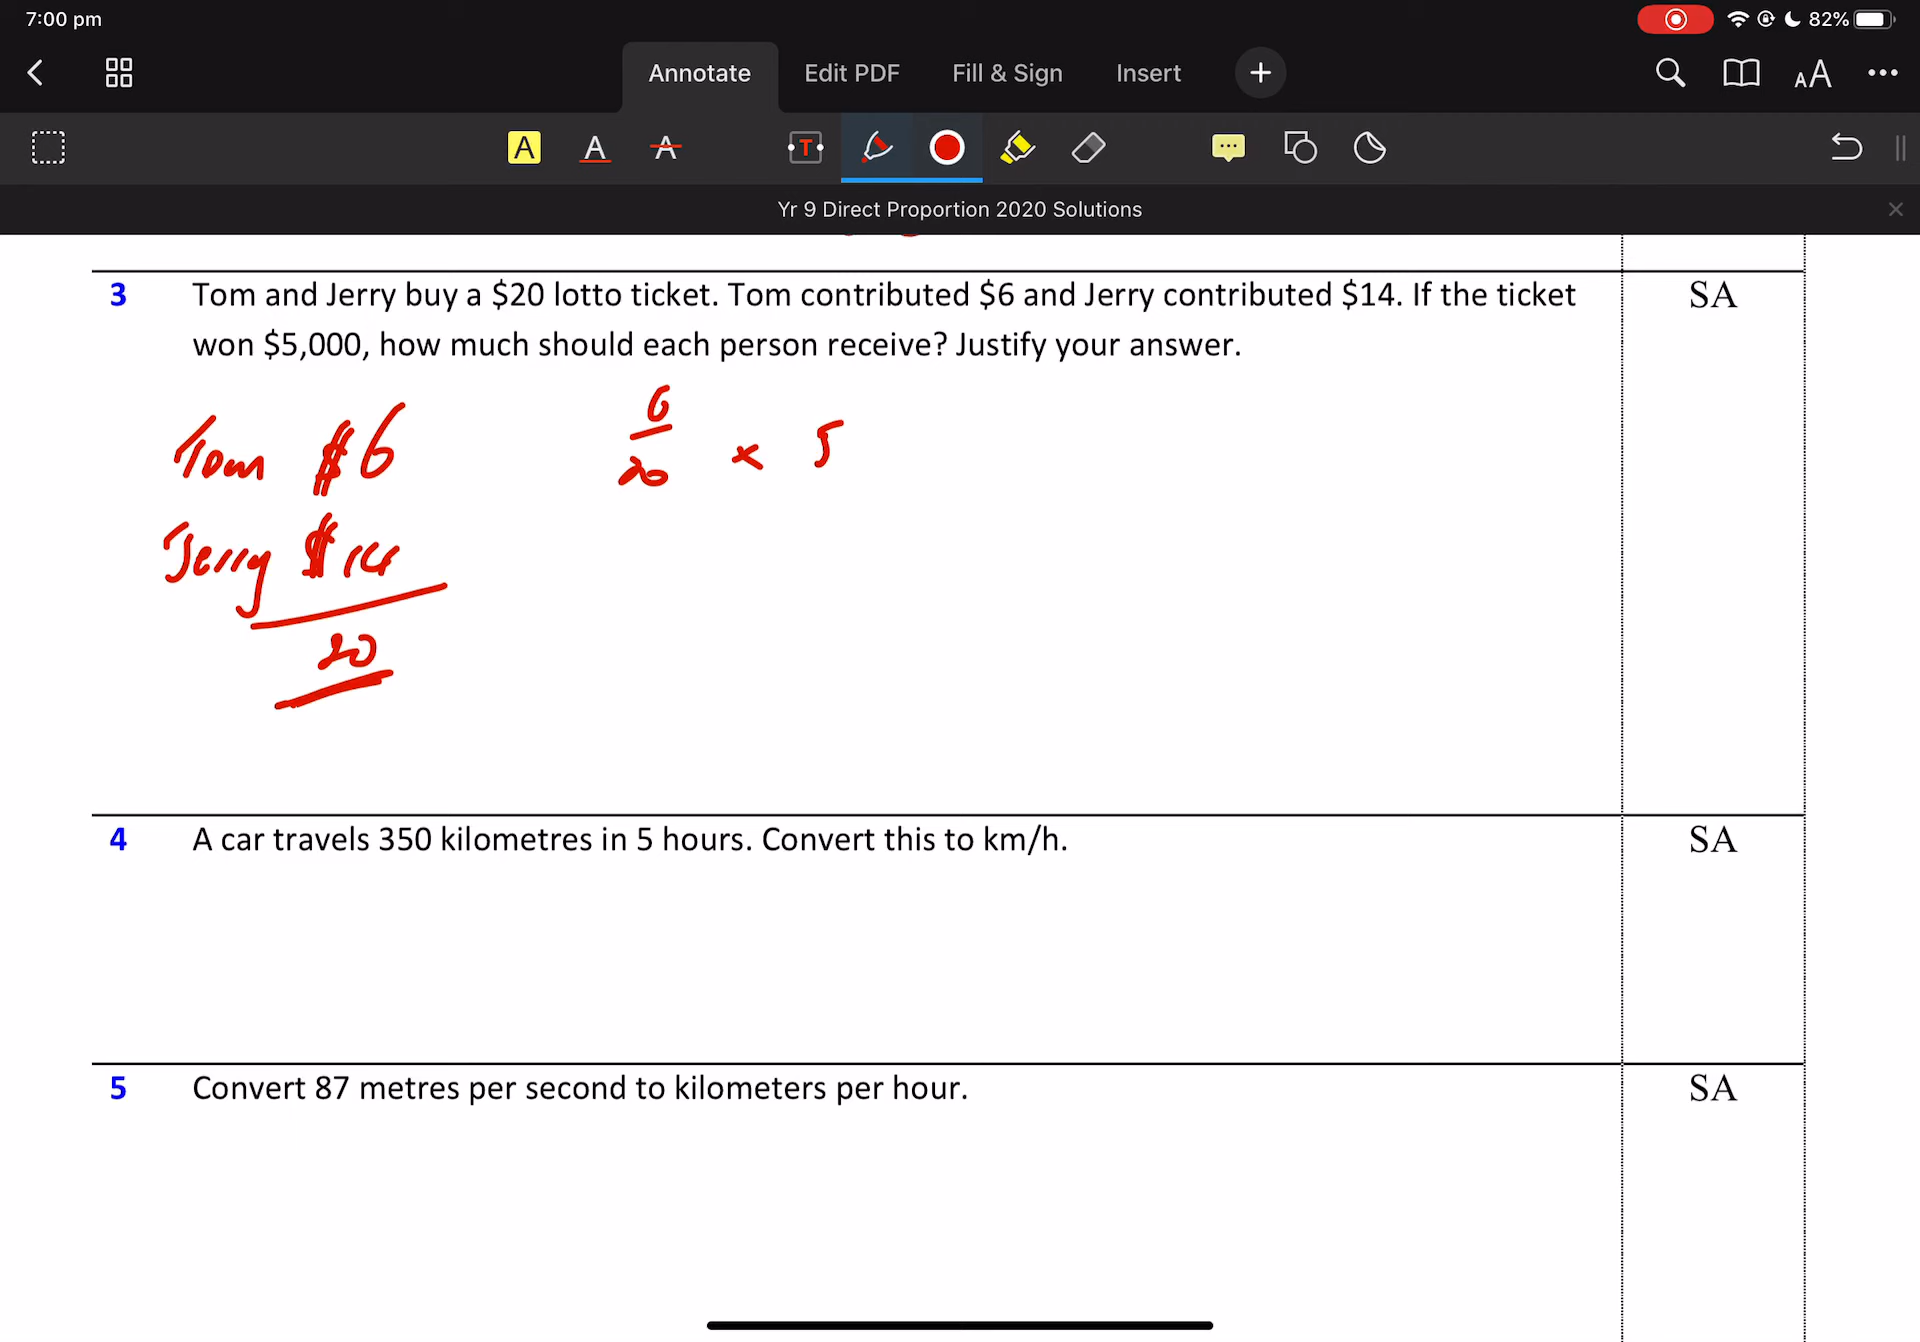 7:00 pm
82%
Annotate
Edit PDF
Fill & Sign
Insert
Yr 9 Direct Proportion 2020 Solutions
3 Tom and Jerry buy a $20 lotto ticket. Tom contributed $6 and Jerry contributed $14. If the ticket SA
won $5,000, how much should each person receive? Justify your answer.
Tom $6
6
20 × 5
Jerry $14
20
4 A car travels 350 kilometres in 5 hours. Convert this to km/h. SA
5 Convert 87 metres per second to kilometers per hour. SA